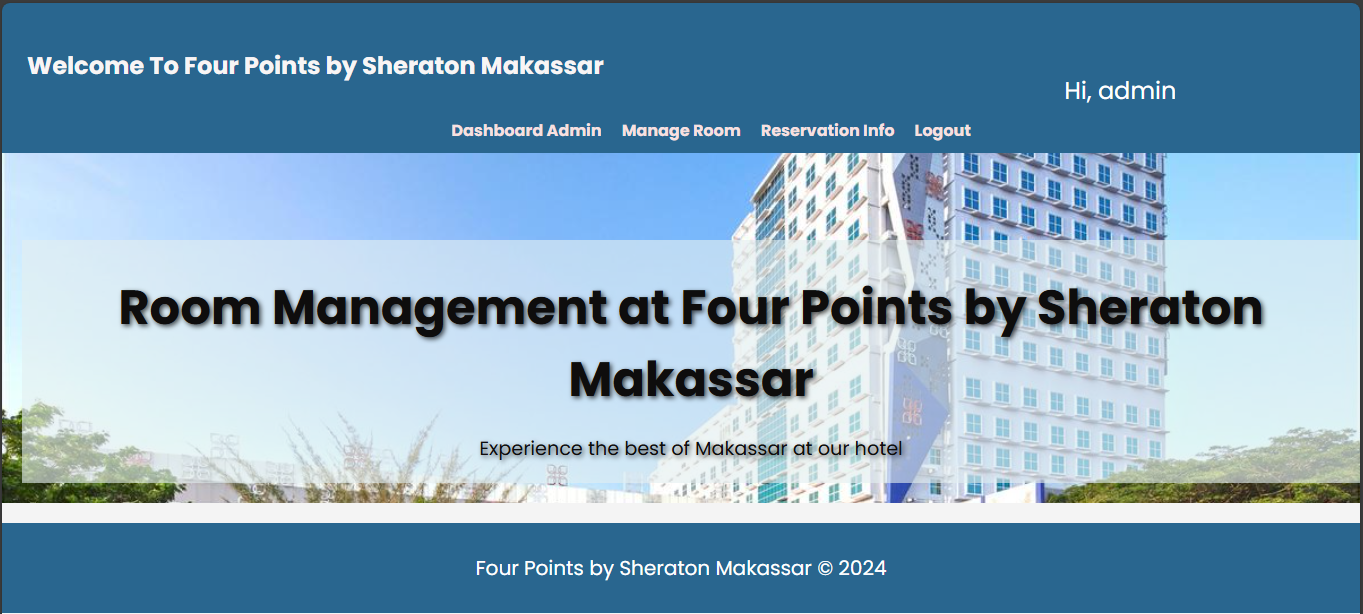 Welcome To Four Points by Sheraton Makassar
Hi, admin
Dashboard Admin Manage Room Reservation Info Logout
Room Management at Four Points by Sheraton
Makassar
Experience the best of Makassar at our hotel
Four Points by Sheraton Makassar © 2024